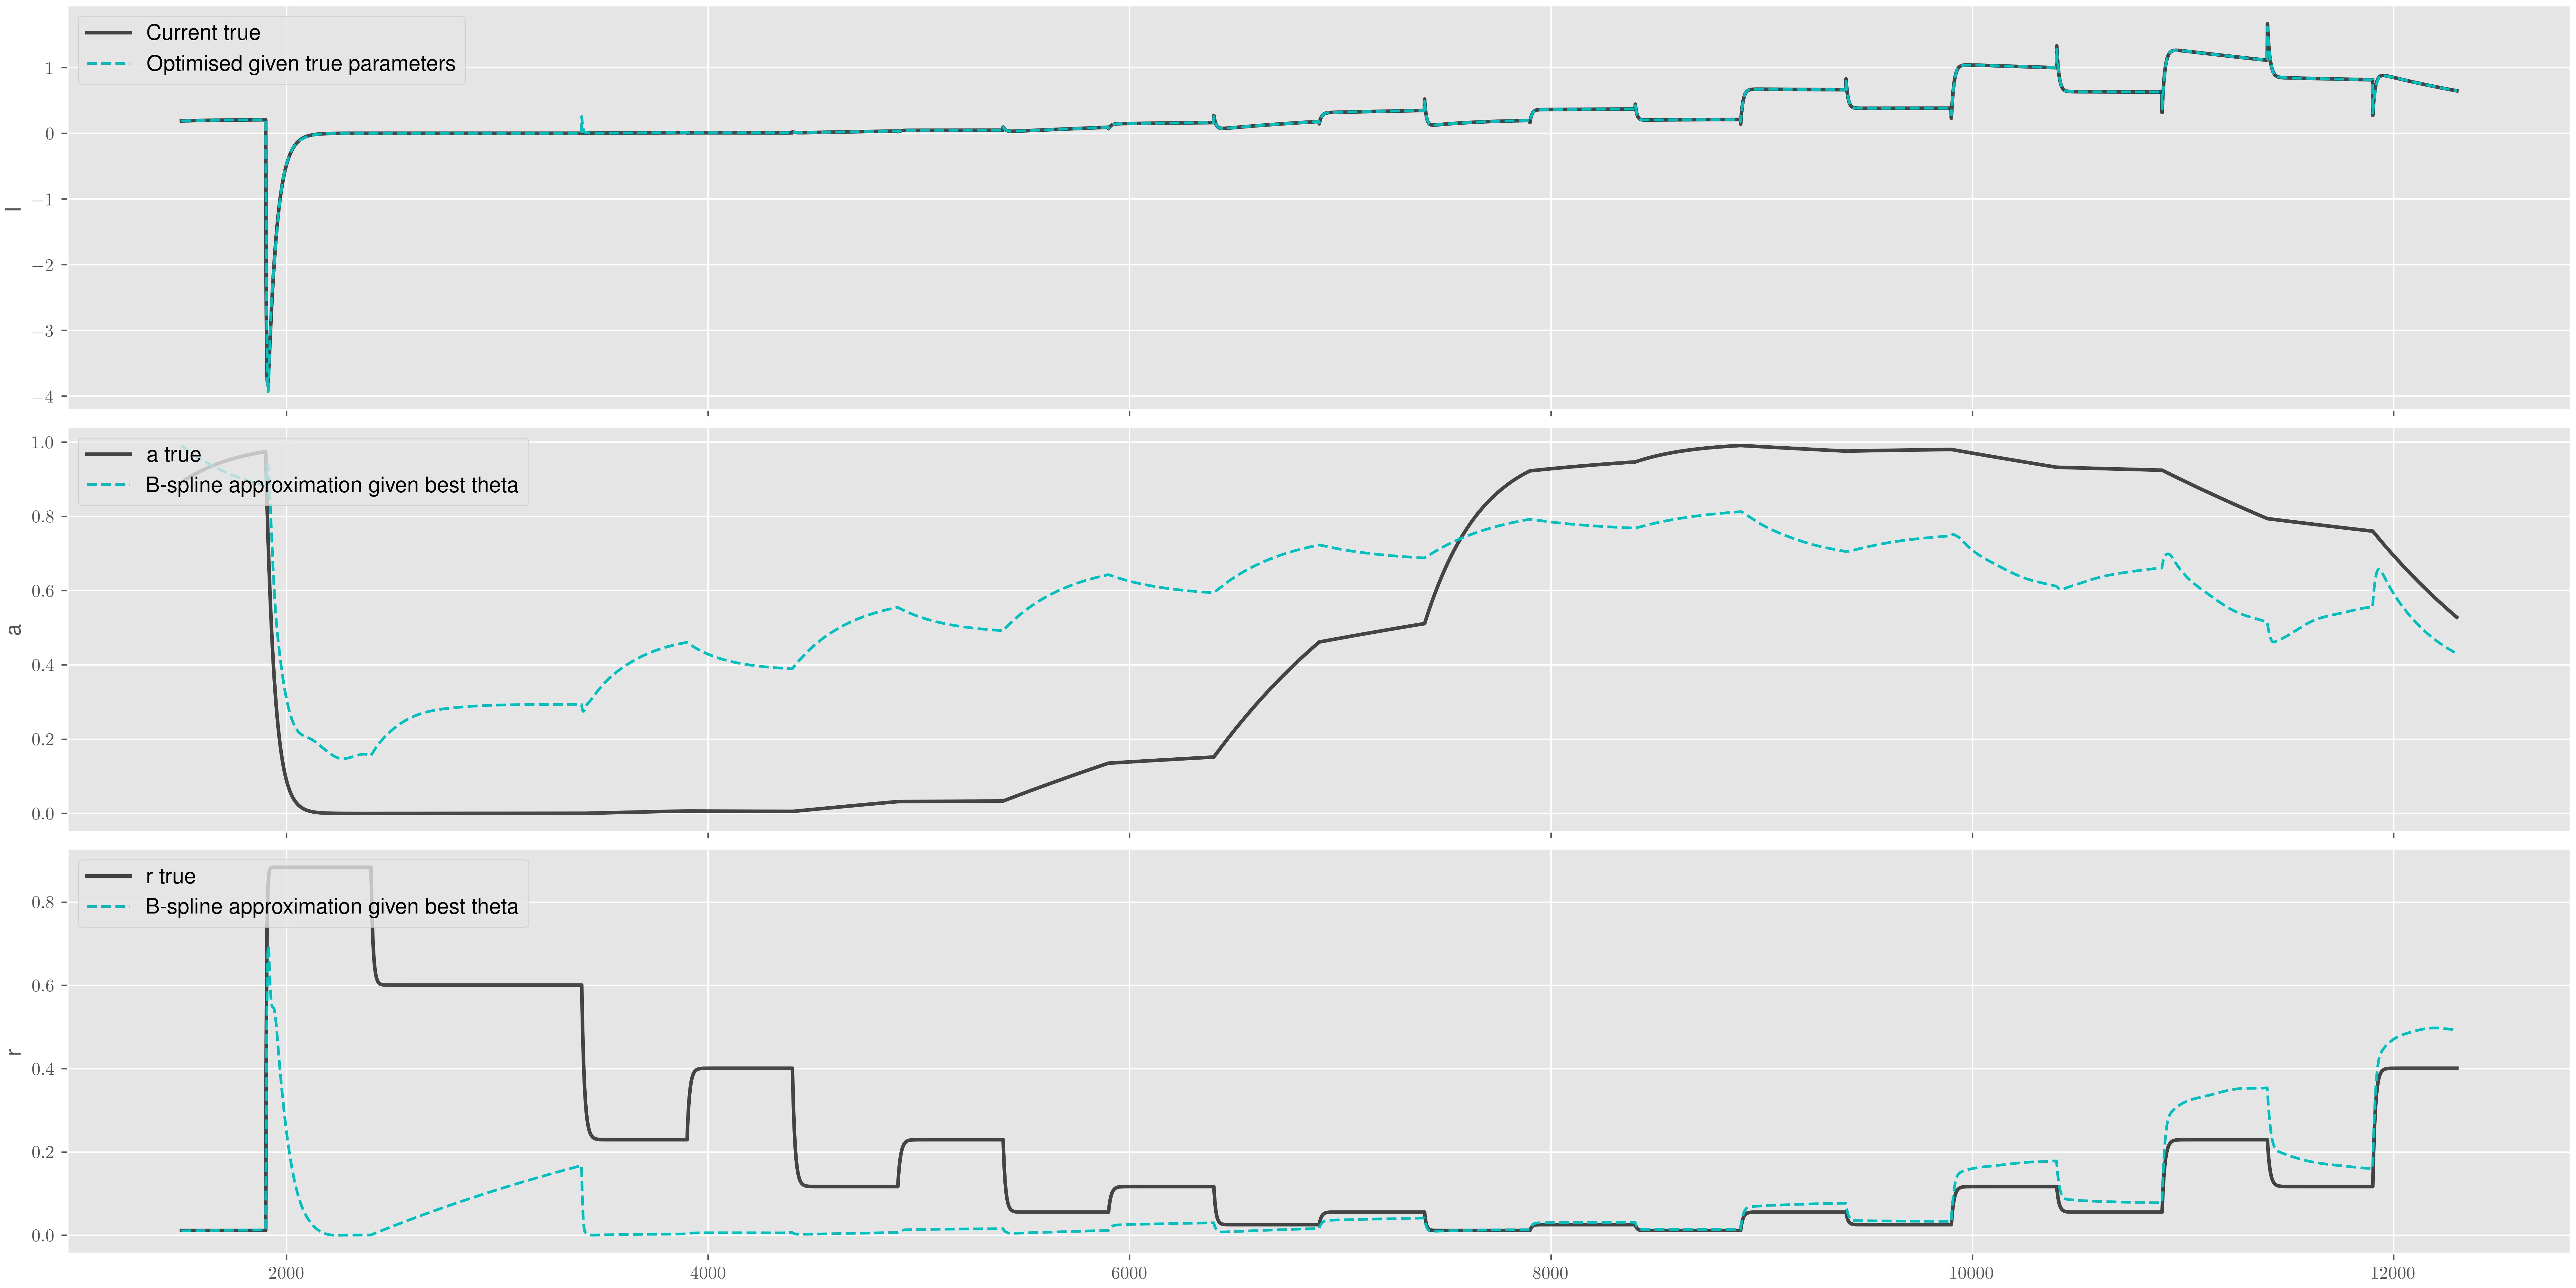 Current true
Optimised given true parameters
1
0
−1
−2
−3
−4
I
a true
B-spline approximation given best theta
1.0
0.8
0.6
0.4
0.2
0.0
a
r true
B-spline approximation given best theta
0.8
0.6
0.4
0.2
0.0
r
2000 4000 6000 8000 10000 12000